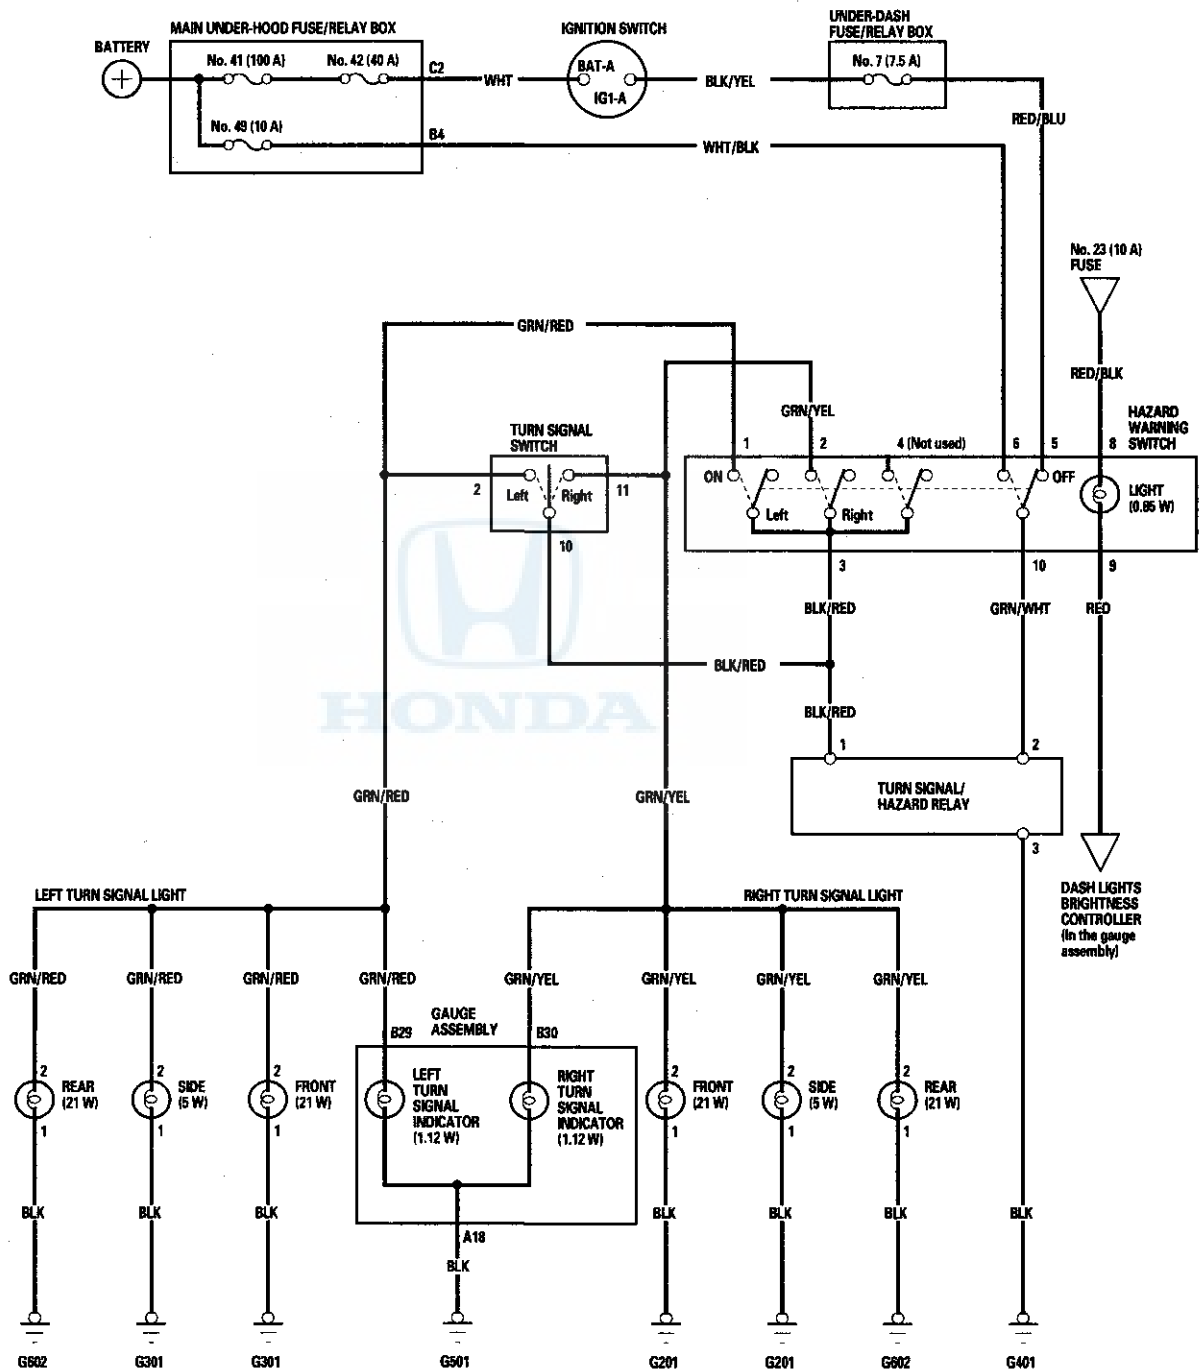 MAIN UNDER-HOOD FUSE/RELAY BOX
IGNITION SWITCH
UNDER-DASH
FUSE/RELAY BOX
BATTERY
No. 41 (100 A)
No. 42 (40 A)
C2
WHT
BAT-A
IG1-A
BLK/YEL
No. 7 (7.5 A)
RED/BLU
No. 49 (10 A)
B4
WHT/BLK
No. 23 (10 A)
FUSE
GRN/RED
RED/BLK
GRN/YEL
HAZARD
WARNING
SWITCH
TURN SIGNAL
SWITCH
1
2
4 (Not used)
6
5
8
2
Left
Right
11
10
ON
OFF
Left
Right
LIGHT
(0.85 W)
3
10
9
BLK/RED
GRN/WHT
RED
BLK/RED
HONDA
BLK/RED
1
2
TURN SIGNAL/
HAZARD RELAY
3
GRN/RED
GRN/YEL
LEFT TURN SIGNAL LIGHT
RIGHT TURN SIGNAL LIGHT
DASH LIGHTS
BRIGHTNESS
CONTROLLER
(In the gauge
assembly)
GRN/RED
GRN/RED
GRN/RED
GRN/RED
GRN/YEL
GRN/YEL
GRN/YEL
GRN/YEL
B29
GAUGE
ASSEMBLY
B30
2
REAR
(21 W)
1
2
SIDE
(5 W)
1
2
FRONT
(21 W)
1
LEFT
TURN
SIGNAL
INDICATOR
(1.12 W)
RIGHT
TURN
SIGNAL
INDICATOR
(1.12 W)
2
FRONT
(21 W)
1
2
SIDE
(5 W)
1
2
REAR
(21 W)
1
A18
BLK
BLK
BLK
BLK
BLK
BLK
BLK
BLK
G602
G301
G301
G501
G201
G201
G602
G401